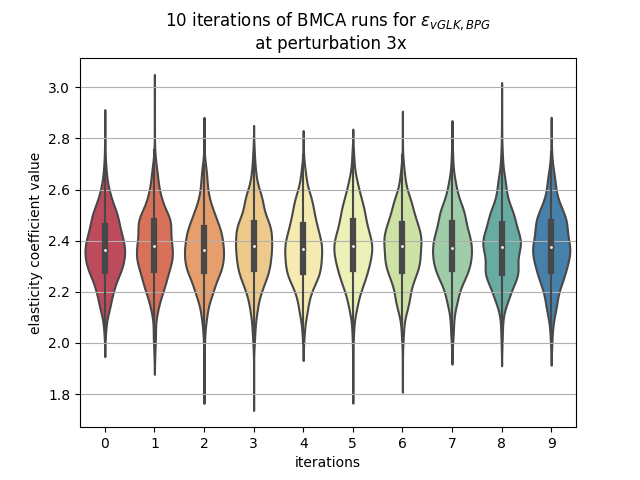 10 iterations of BMCA runs for ε_{vGLK, BPG}
at perturbation 3x
elasticity coefficient value
3.0
2.8
2.6
2.4
2.2
2.0
1.8
0 1 2 3 4 5 6 7 8 9
iterations